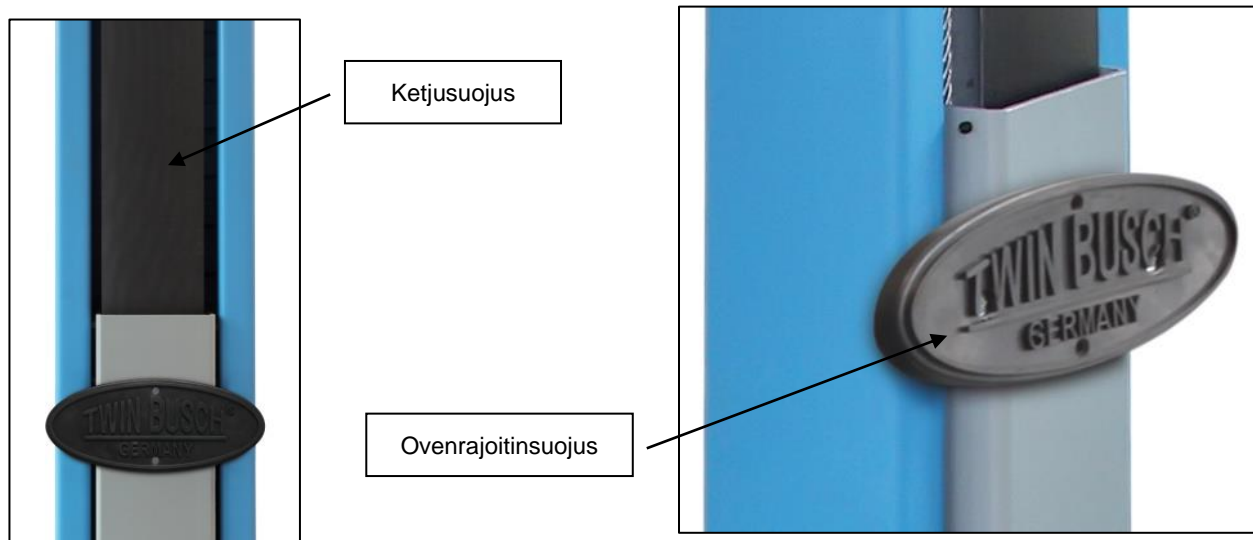 Ketjusuojus
TWIN BUSCH®
GERMANY
Ovenrajoitinsuojus
TWIN BUSCH®
GERMANY